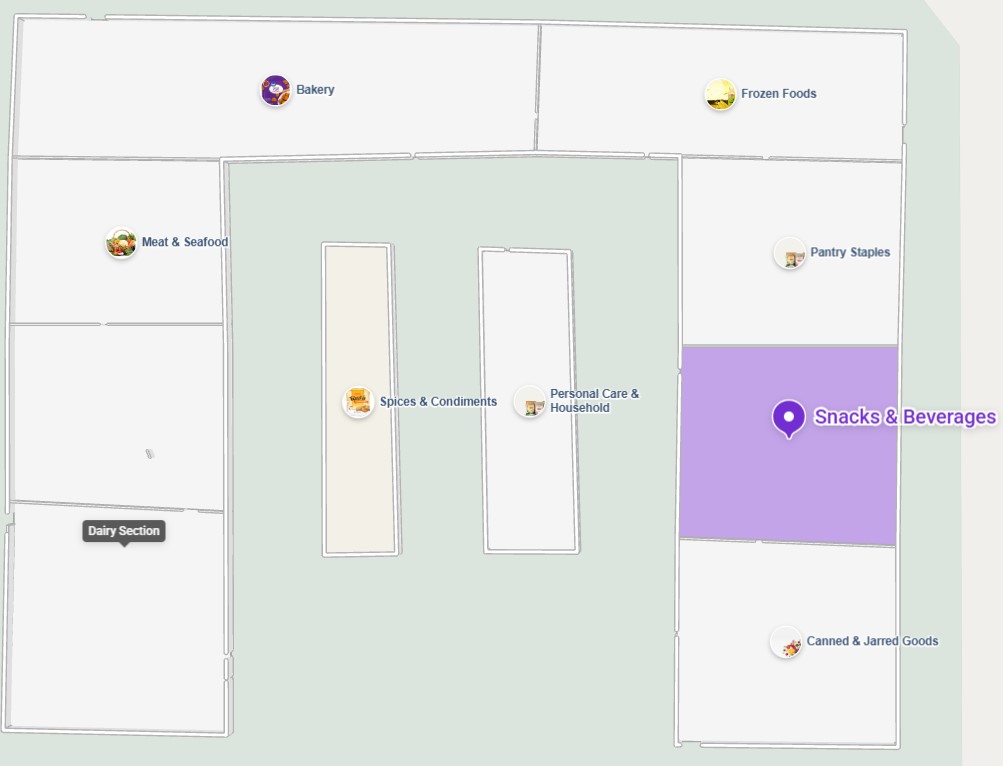 Bakery
Frozen Foods
Meat & Seafood
Pantry Staples
Spices & Condiments
Personal Care &
Household
Snacks & Beverages
Dairy Section
Canned & Jarred Goods